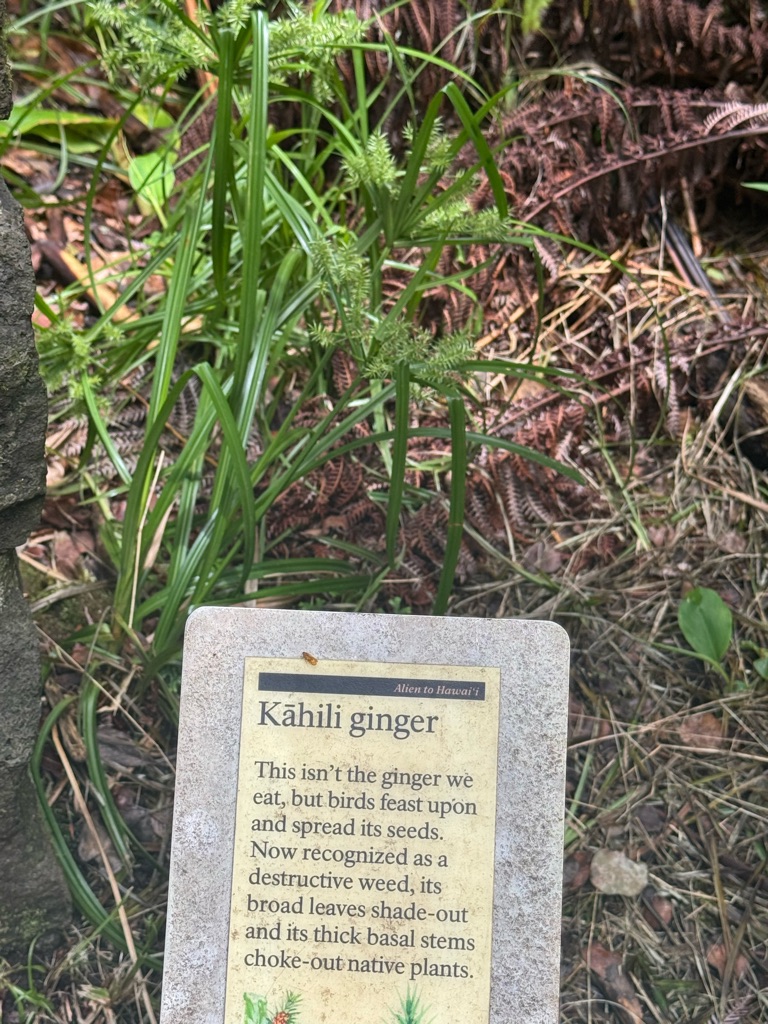 Alien to Hawai‘i
Kāhili ginger
This isn’t the ginger we
eat, but birds feast upon
and spread its seeds.
Now recognized as a
destructive weed, its
broad leaves shade-out
and its thick basal stems
choke-out native plants.